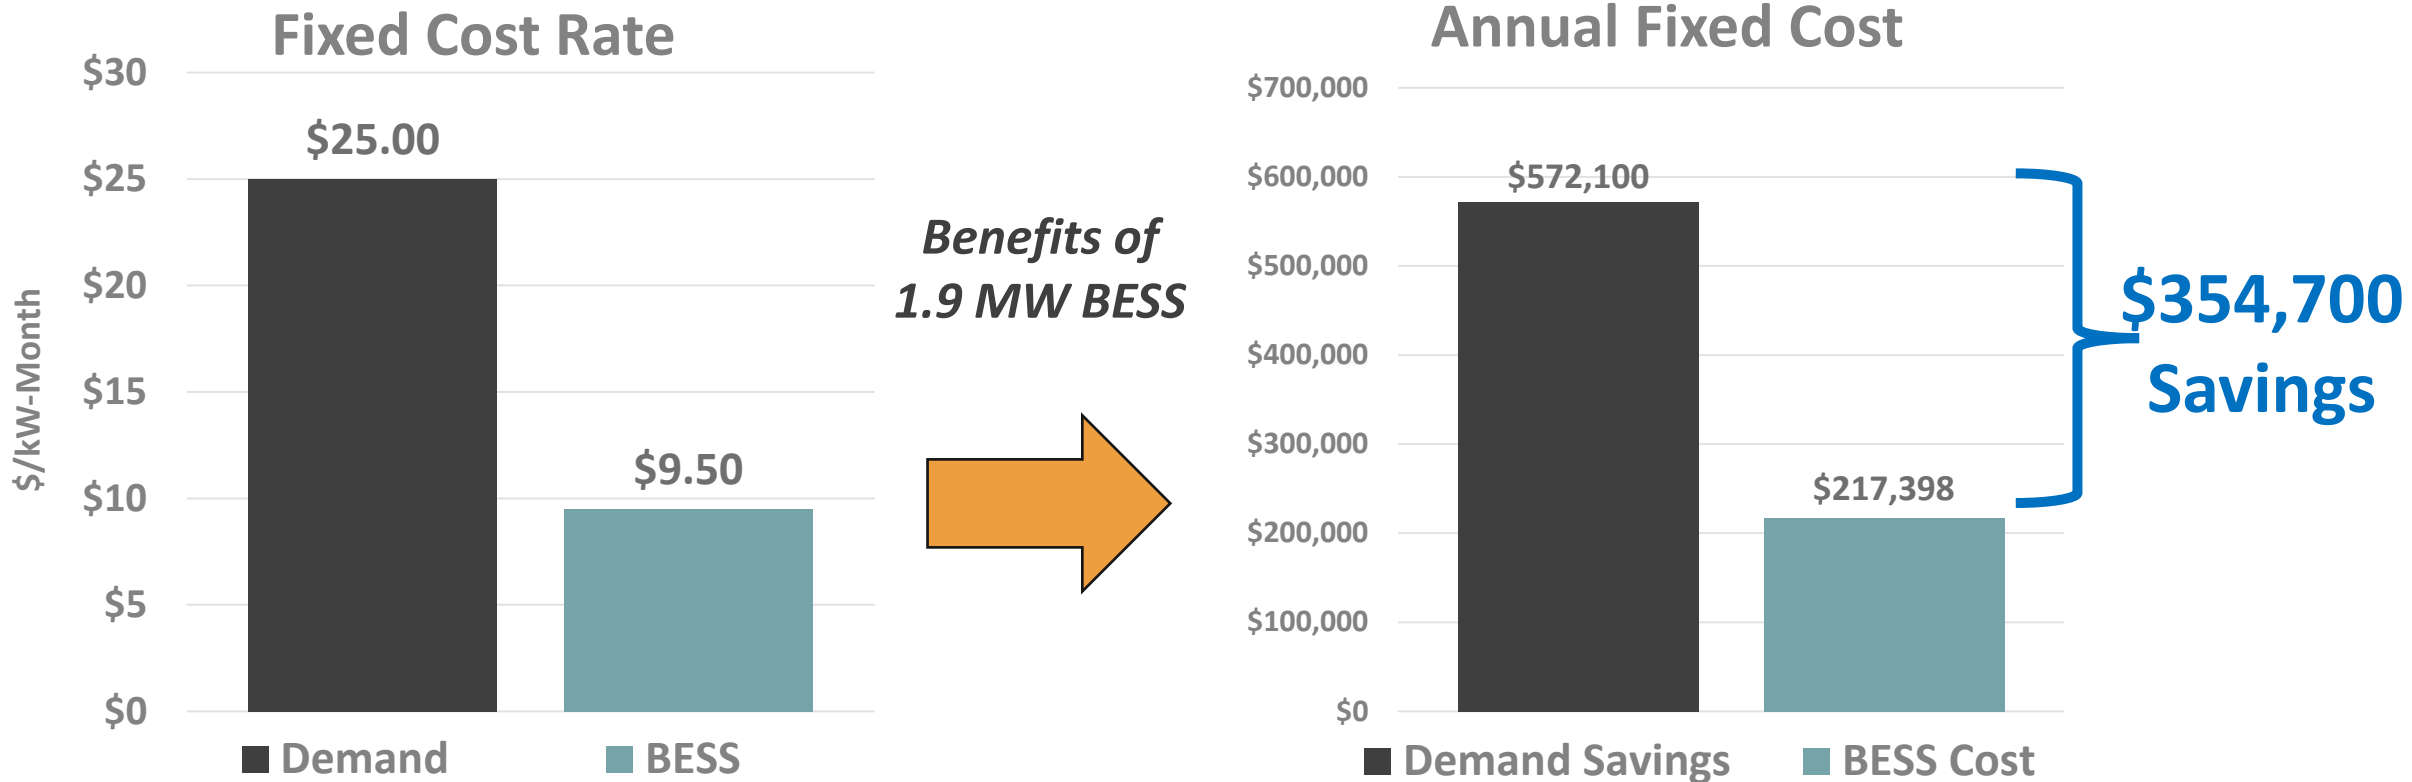 Fixed Cost Rate
$/kW-Month
$30
$25
$20
$15
$10
$5
$0
$25.00
$9.50
Demand
BESS
Benefits of
1.9 MW BESS
Annual Fixed Cost
$700,000
$600,000
$500,000
$400,000
$300,000
$200,000
$100,000
$0
$572,100
$217,398
Demand Savings
BESS Cost
$354,700
Savings